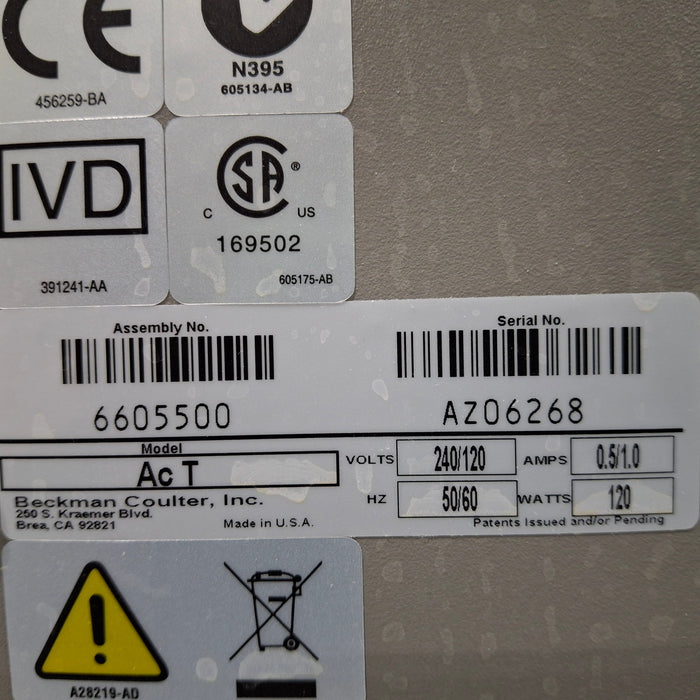 CE
N395
456259-BA
605134-AB
IVD
SA ®
C US
169502
391241-AA
605175-AB
Assembly No.
Serial No.
6605500
AZ06268
Model
Ac T
VOLTS 240/120 AMPS 0.5/1.0
HZ 50/60 WATTS 120
Beckman Coulter, Inc.
250 S. Kraemer Blvd.
Brea, CA 92821
Made in U.S.A.
Patents Issued and/or Pending
A28219-AD